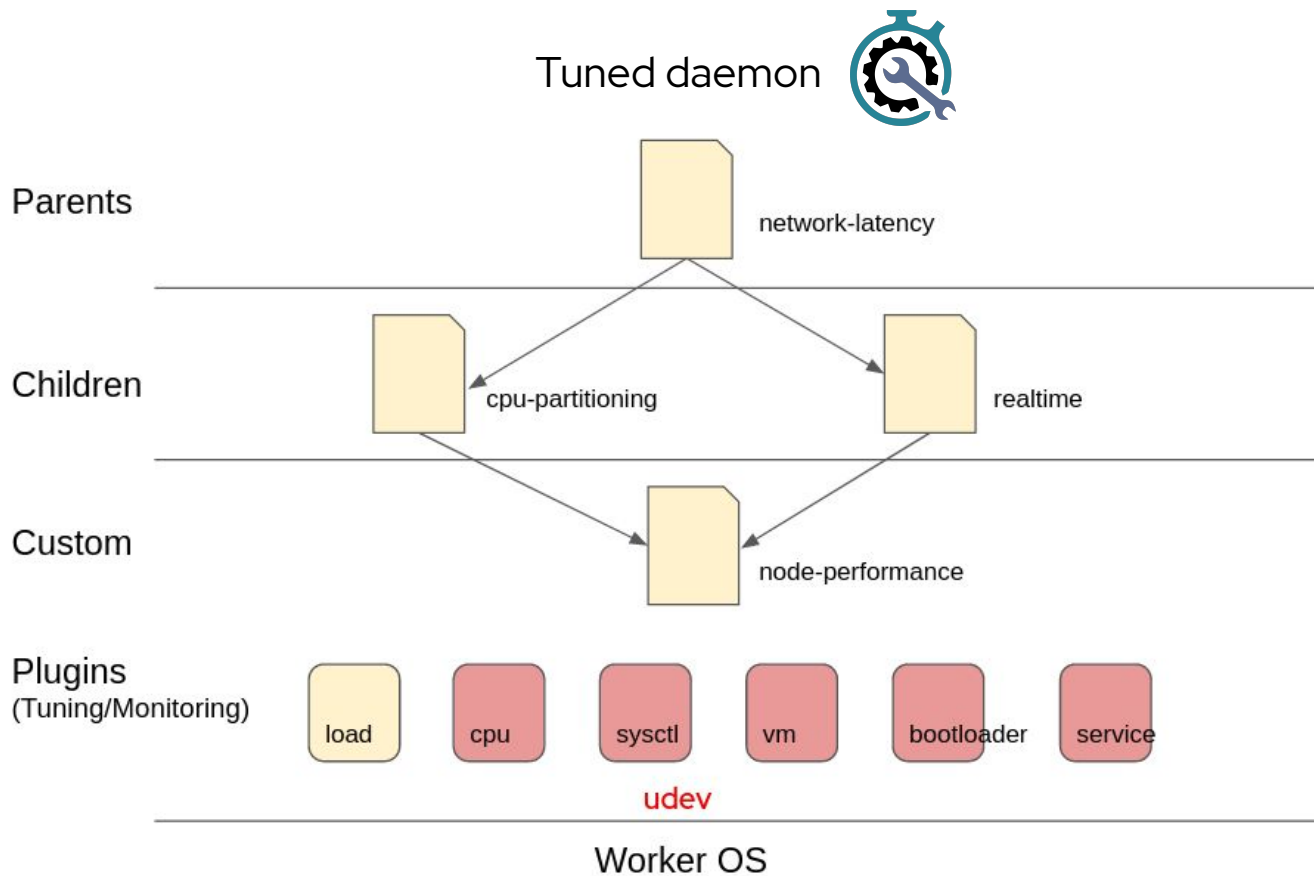 Tuned daemon
Parents
network-latency
Children
cpu-partitioning
realtime
Custom
node-performance
Plugins
(Tuning/Monitoring)
load
cpu
sysctl
vm
bootloader
service
udev
Worker OS